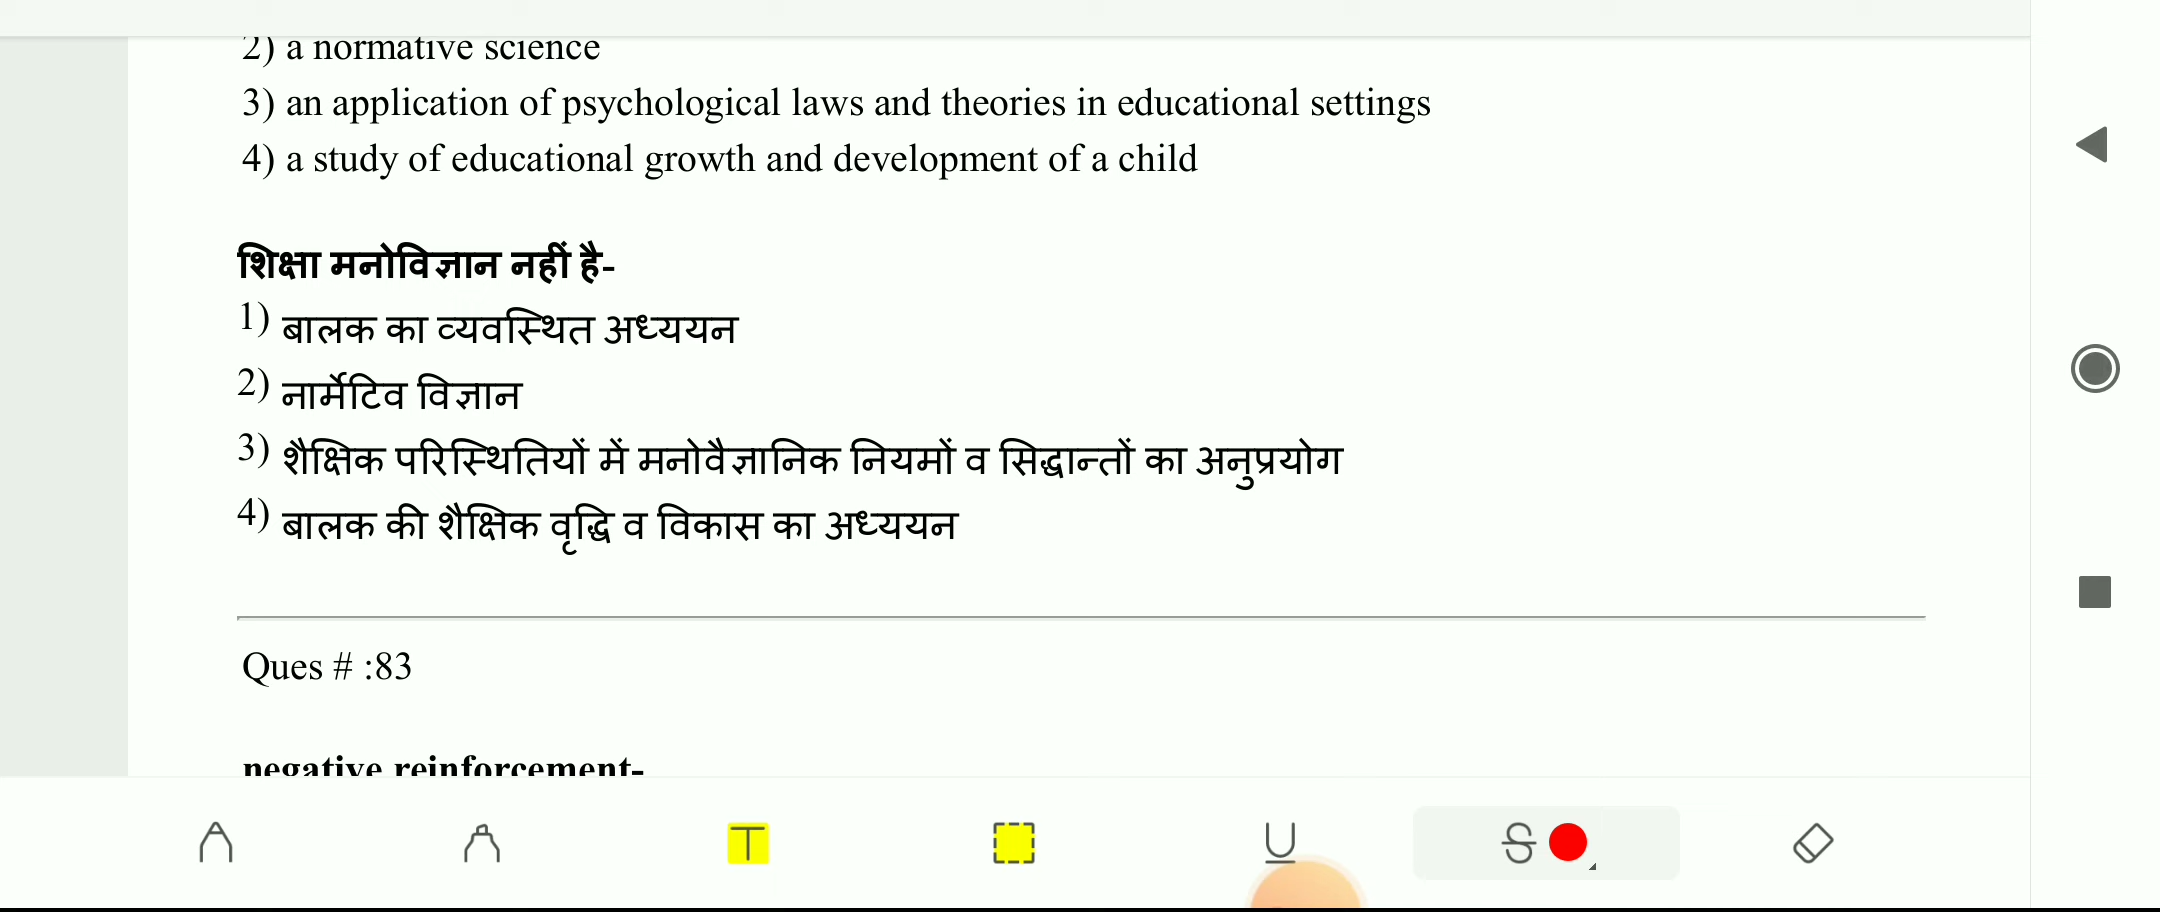 2) a normative science
3) an application of psychological laws and theories in educational settings
4) a study of educational growth and development of a child
शिक्षा मनोविज्ञान नहीं है-
1) बालक का व्यवस्थित अध्ययन
2) नार्मेटिव विज्ञान
3) शैक्षिक परिस्थितियों में मनोवैज्ञानिक नियमों व सिद्धान्तों का अनुप्रयोग
4) बालक की शैक्षिक वृद्धि व विकास का अध्ययन
Ques # :83
negative reinforcement-